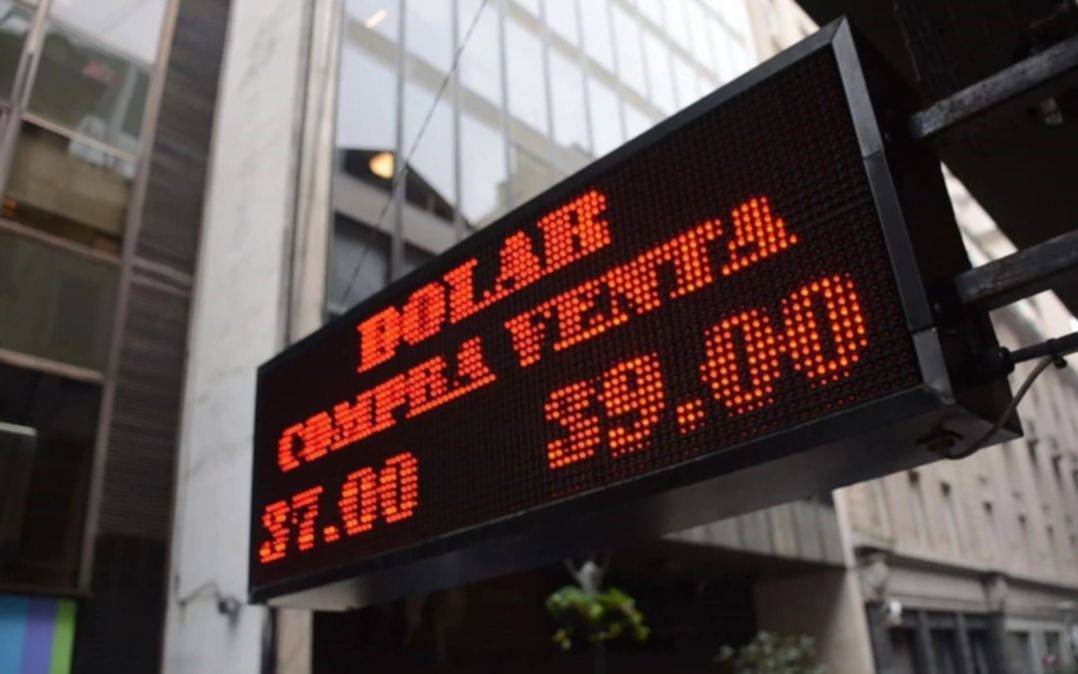 DOLAR
COMPRA VENTA
37.00 39.00